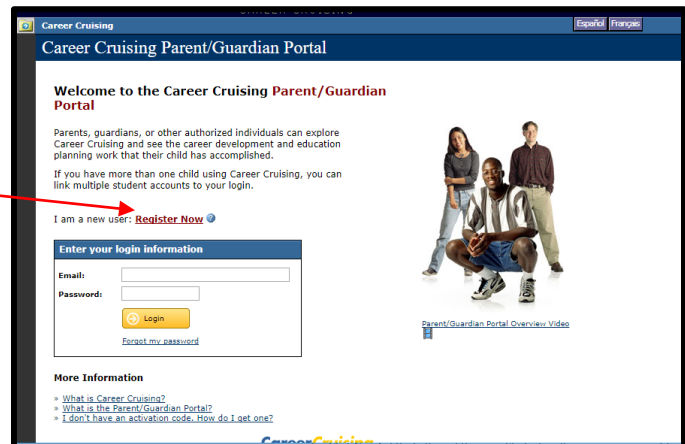 Career Cruising
Español Français
Career Cruising Parent/Guardian Portal
Welcome to the Career Cruising Parent/Guardian
Portal
Parents, guardians, or other authorized individuals can explore
Career Cruising and see the career development and education
planning work that their child has accomplished.
If you have more than one child using Career Cruising, you can
link multiple student accounts to your login.
I am a new user: Register Now ?
Enter your login information
Email:
Password:
Login
Forgot my password
Parent/Guardian Portal Overview Video
More Information
» What is Career Cruising?
» What is the Parent/Guardian Portal?
» I don't have an activation code. How do I get one?
CareerCruising